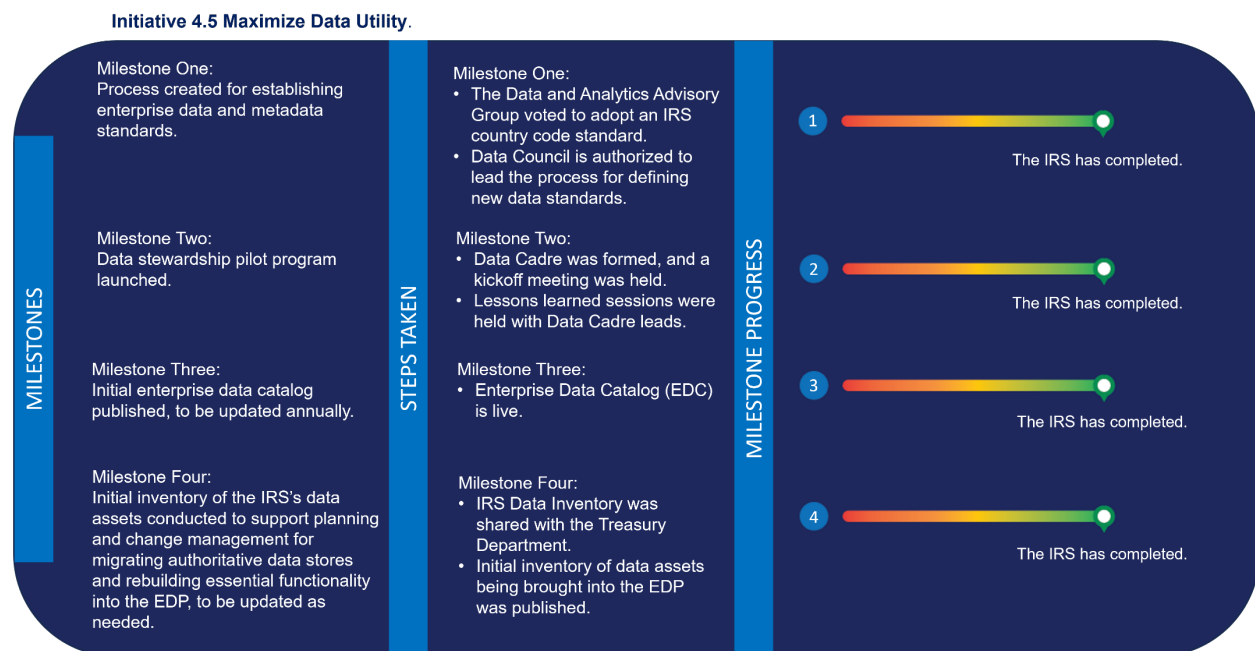 Initiative 4.5 Maximize Data Utility.
MILESTONES
Milestone One:
Process created for establishing
enterprise data and metadata
standards.
Milestone Two:
Data stewardship pilot program
launched.
Milestone Three:
Initial enterprise data catalog
published, to be updated annually.
Milestone Four:
Initial inventory of the IRS's data
assets conducted to support planning
and change management for
migrating authoritative data stores
and rebuilding essential functionality
into the EDP, to be updated as
needed.
STEPS TAKEN
Milestone One:
• The Data and Analytics Advisory
Group voted to adopt an IRS
country code standard.
• Data Council is authorized to
lead the process for defining
new data standards.
Milestone Two:
• Data Cadre was formed, and a
kickoff meeting was held.
• Lessons learned sessions were
held with Data Cadre leads.
Milestone Three:
• Enterprise Data Catalog (EDC)
is live.
Milestone Four:
• IRS Data Inventory was
shared with the Treasury
Department.
• Initial inventory of data assets
being brought into the EDP
was published.
MILESTONE PROGRESS
1
The IRS has completed.
2
The IRS has completed.
3
The IRS has completed.
4
The IRS has completed.